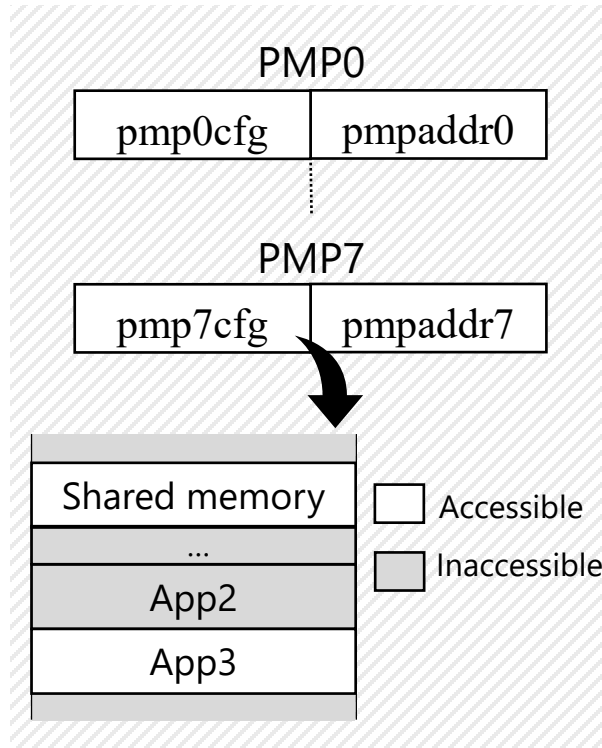 PMP0
pmp0cfg pmpaddr0
PMP7
pmp7cfg pmpaddr7
Shared memory
...
App2
App3
Accessible
Inaccessible